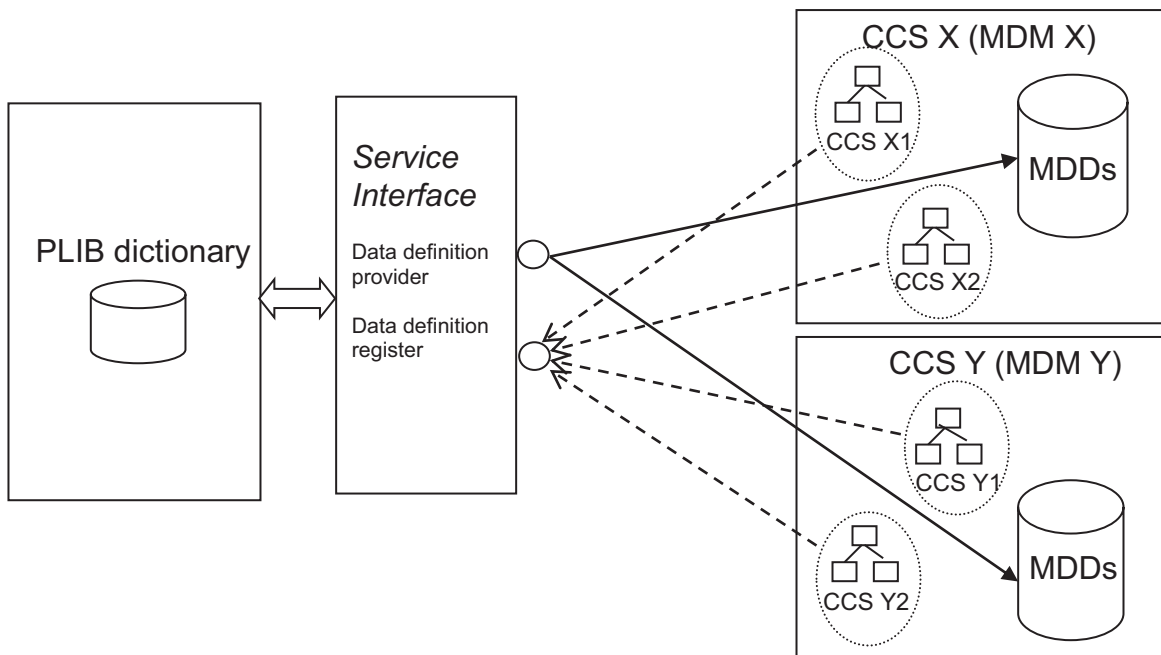 PLIB dictionary
Service
Interface
Data definition
provider
Data definition
register
CCS X (MDM X)
CCS X1
MDDs
CCS X2
CCS Y (MDM Y)
CCS Y1
MDDs
CCS Y2